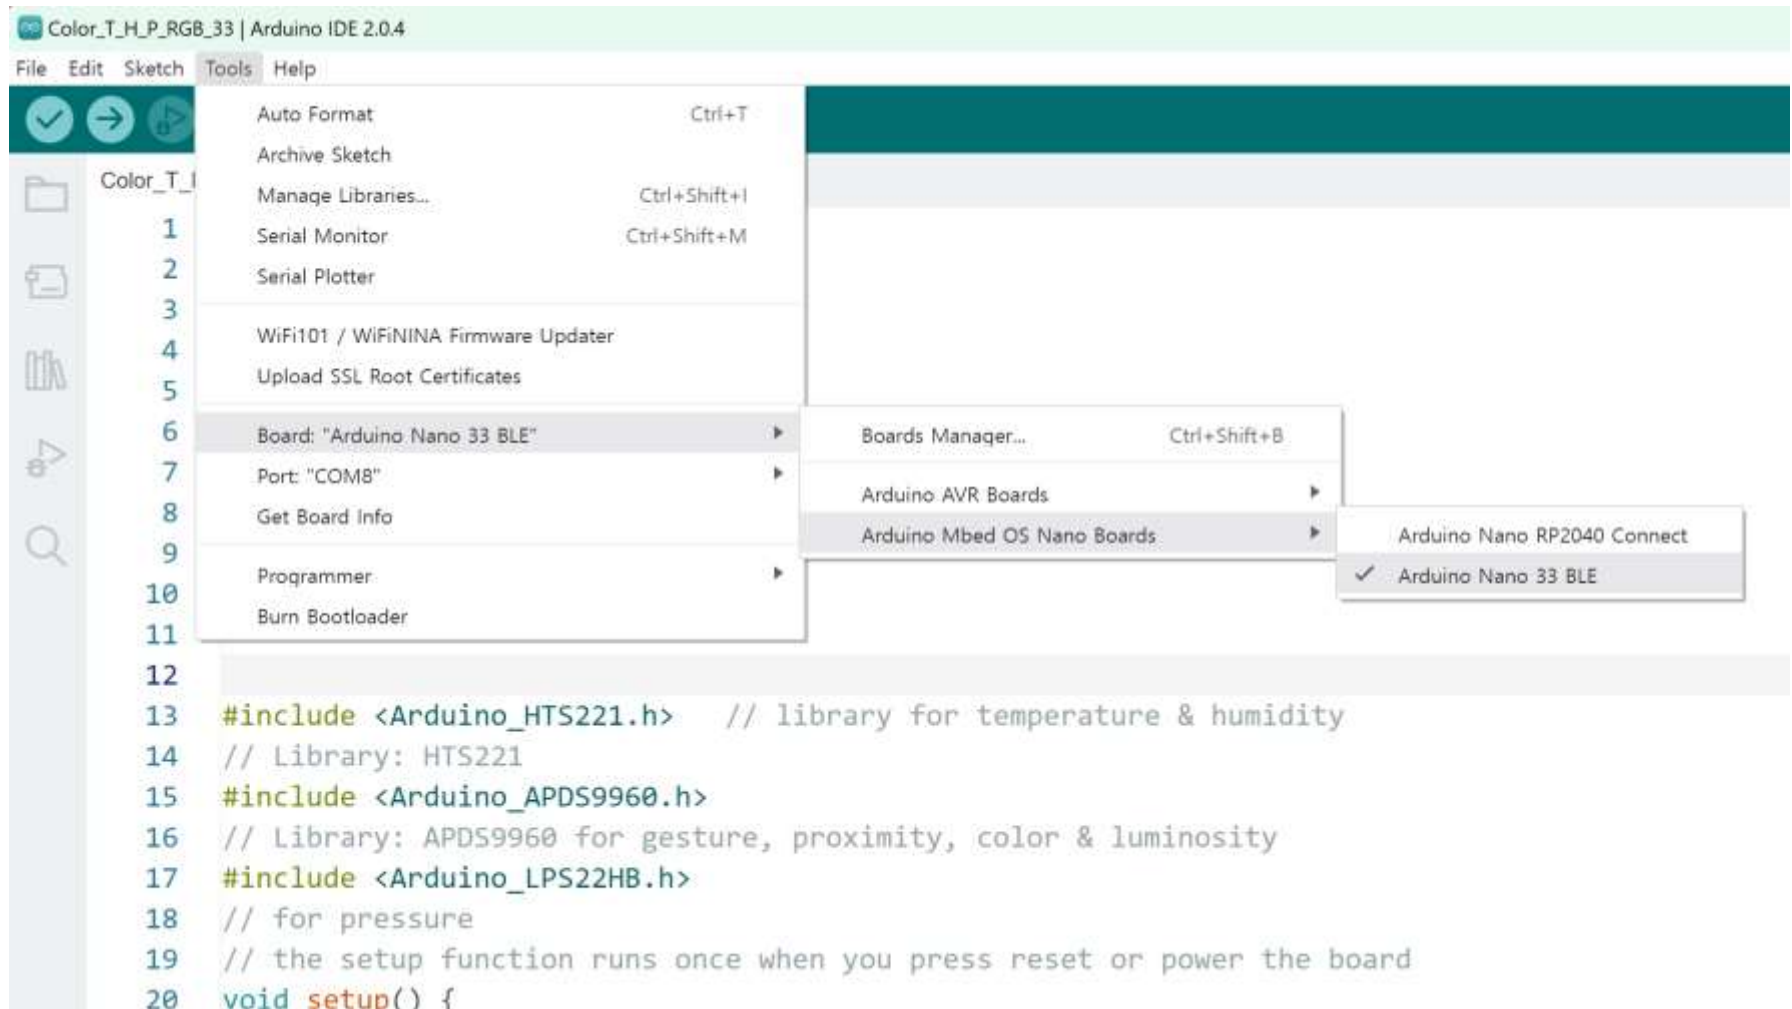 Color_T_H_P_RGB_33 | Arduino IDE 2.0.4
File Edit Sketch Tools Help
Auto Format Ctrl+T
Archive Sketch
Manage Libraries... Ctrl+Shift+I
Serial Monitor Ctrl+Shift+M
Serial Plotter
WiFi101 / WiFiNINA Firmware Updater
Upload SSL Root Certificates
Board: "Arduino Nano 33 BLE"
Port: "COM8"
Get Board Info
Programmer
Burn Bootloader
Boards Manager... Ctrl+Shift+B
Arduino AVR Boards
Arduino Mbed OS Nano Boards
Arduino Nano RP2040 Connect
✓ Arduino Nano 33 BLE
Color_T_
1
2
3
4
5
6
7
8
9
10
11
12
13 #include <Arduino_HTS221.h> // library for temperature & humidity
14 // Library: HTS221
15 #include <Arduino_APDS9960.h>
16 // Library: APDS9960 for gesture, proximity, color & luminosity
17 #include <Arduino_LPS22HB.h>
18 // for pressure
19 // the setup function runs once when you press reset or power the board
20 void setup() {